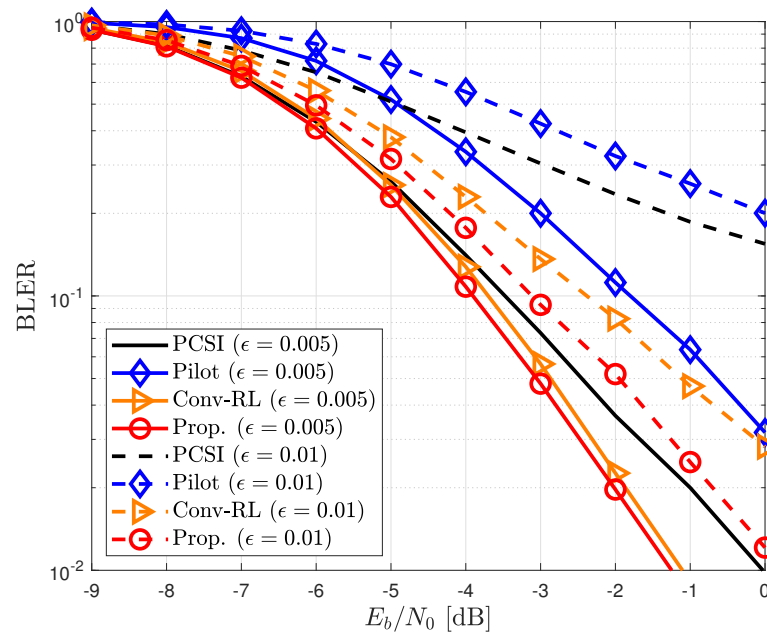 10^0
10^-1
10^-2
BLER
PCSI (ϵ = 0.005)
Pilot (ϵ = 0.005)
Conv-RL (ϵ = 0.005)
Prop. (ϵ = 0.005)
PCSI (ϵ = 0.01)
Pilot (ϵ = 0.01)
Conv-RL (ϵ = 0.01)
Prop. (ϵ = 0.01)
-9 -8 -7 -6 -5 -4 -3 -2 -1 0
E_b/N_0 [dB]